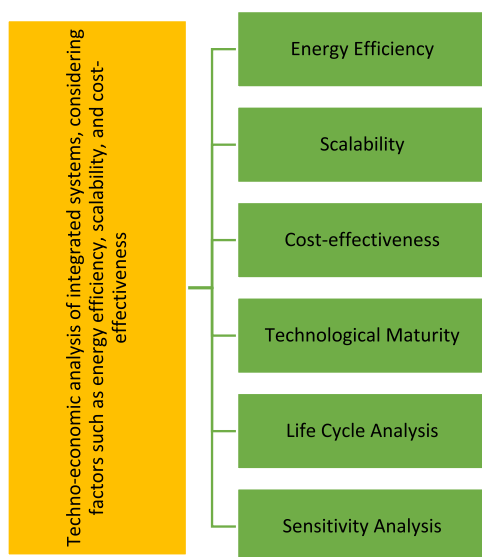 Techno-economic analysis of integrated systems, considering
factors such as energy efficiency, scalability, and cost-
effectiveness
Energy Efficiency
Scalability
Cost-effectiveness
Technological Maturity
Life Cycle Analysis
Sensitivity Analysis